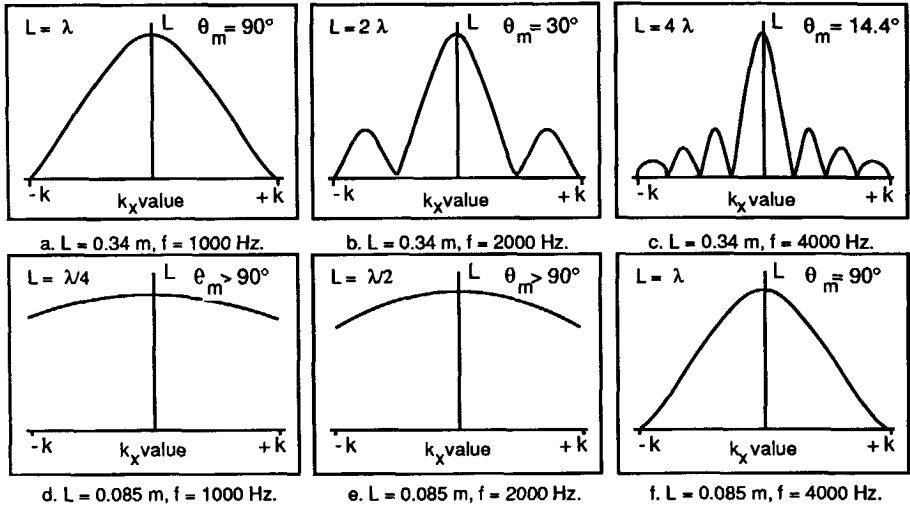 L = λ
L
θm = 90°
-k
+k
kx value
a. L = 0.34 m, f = 1000 Hz.
L=2 λ
L
θm = 30°
-k
+k
kx value
b. L = 0.34 m, f = 2000 Hz.
L=4 λ
L
θm = 14.4°
-k
+k
kx value
c. L = 0.34 m, f = 4000 Hz.
L = λ/4
L
θm > 90°
-k
+k
kx value
d. L = 0.085 m, f = 1000 Hz.
L = λ/2
L
θm > 90°
-k
+k
kx value
e. L = 0.085 m, f = 2000 Hz.
L= λ
L
θm = 90°
-k
+k
kx value
f. L = 0.085 m, f = 4000 Hz.